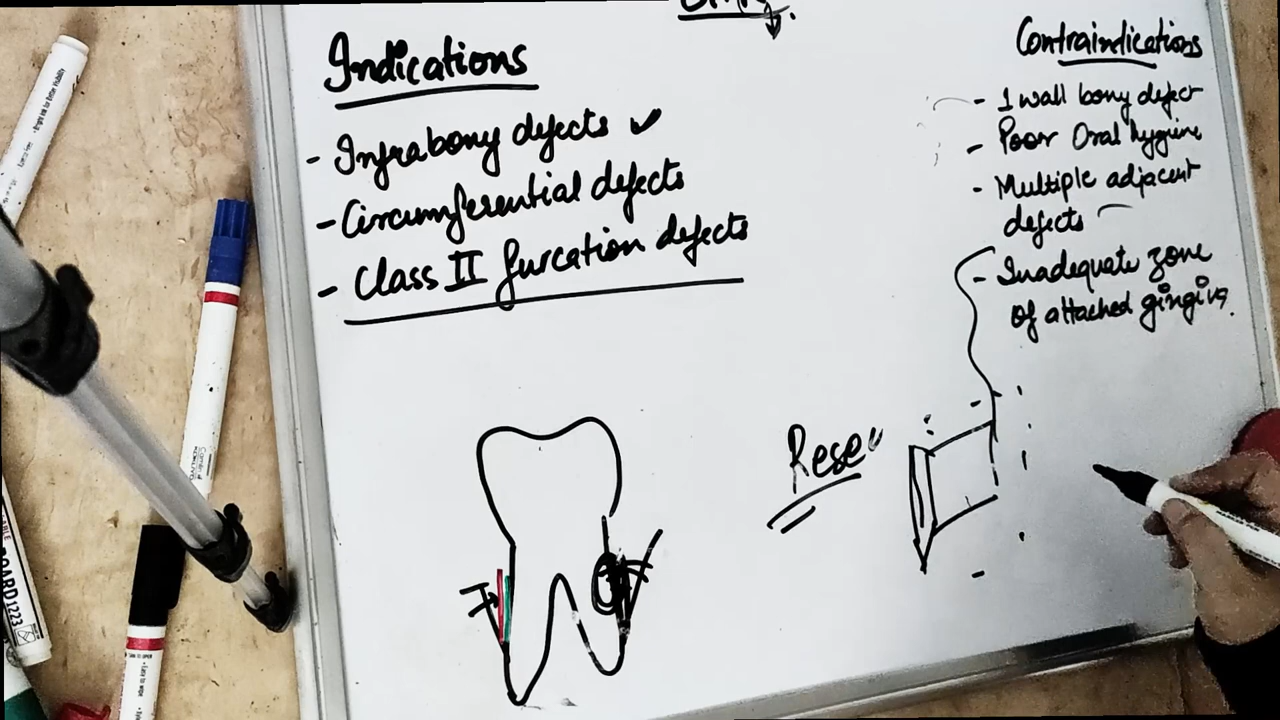 Indications
- Infrabony defects ✓
- Circumferential defects
- Class II furcation defects
Contraindications
- 1 wall bony defect
- Poor Oral hygiene
- Multiple adjacent
defects
- Inadequate zone
of attached gingiva.
Rese